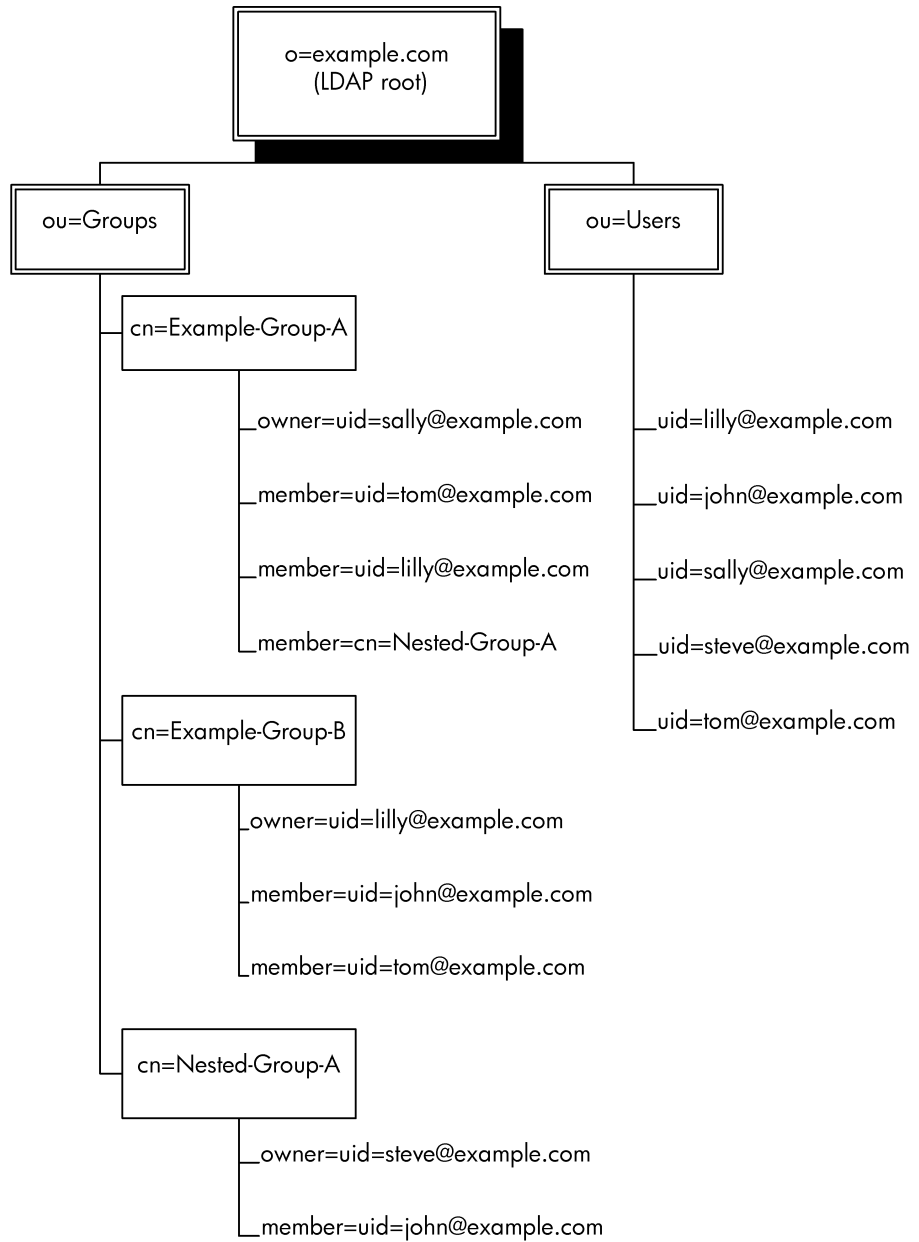 o=example.com
(LDAP root)
ou=Groups
ou=Users
cn=Example-Group-A
owner=uid=sally@example.com
member=uid=tom@example.com
member=uid=lilly@example.com
member=cn=Nested-Group-A
cn=Example-Group-B
owner=uid=lilly@example.com
member=uid=john@example.com
member=uid=tom@example.com
cn=Nested-Group-A
owner=uid=steve@example.com
member=uid=john@example.com
uid=lilly@example.com
uid=john@example.com
uid=sally@example.com
uid=steve@example.com
uid=tom@example.com